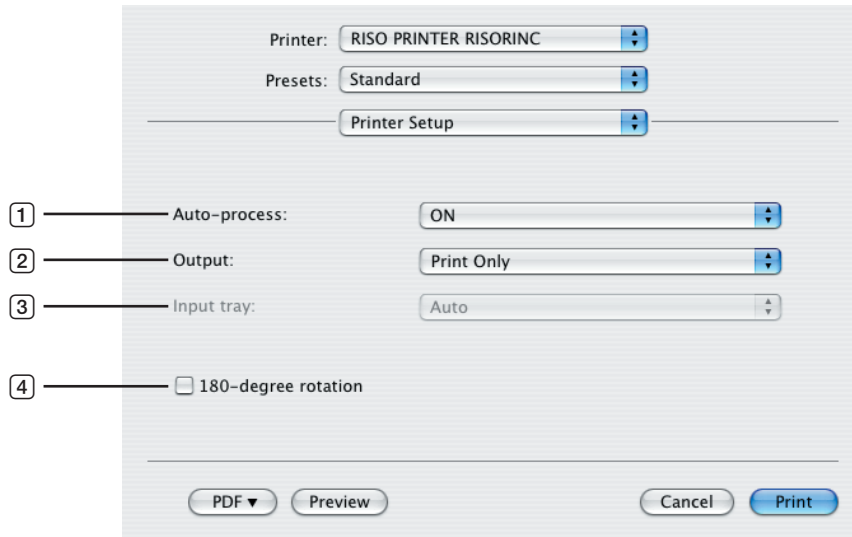 Printer: RISO PRINTER RISORINC
Presets: Standard
Printer Setup
1 Auto-process: ON
2 Output: Print Only
3 Input tray: Auto
4 180-degree rotation
PDF ▼ Preview Cancel Print